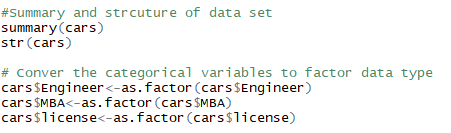 #Summary and strcuture of data set
summary(cars)
str(cars)
# Conver the categorical variables to factor data type
cars$Engineer<-as.factor(cars$Engineer)
cars$MBA<-as.factor(cars$MBA)
cars$license<-as.factor(cars$license)